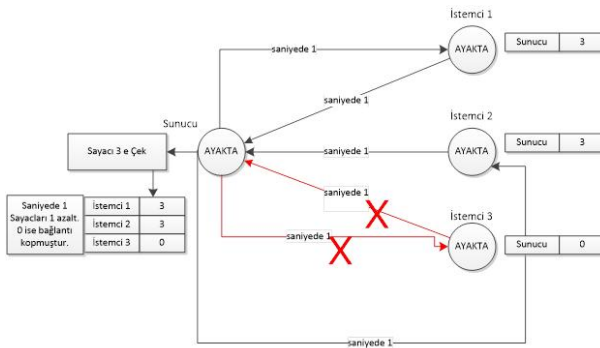 İstemci 1
AYAKTA
Sunucu 3
saniyede 1
saniyede 1
Sunucu
İstemci 2
Sayacı 3 e Çek
AYAKTA
saniyede 1
AYAKTA
Sunucu 3
saniyede 1
Saniyede 1
Sayacları 1 azalt.
0 ise bağlantı
kopmuştur.
İstemci 1 3
İstemci 2 3
İstemci 3 0
İstemci 3
saniyede 1
AYAKTA
Sunucu 0
saniyede 1